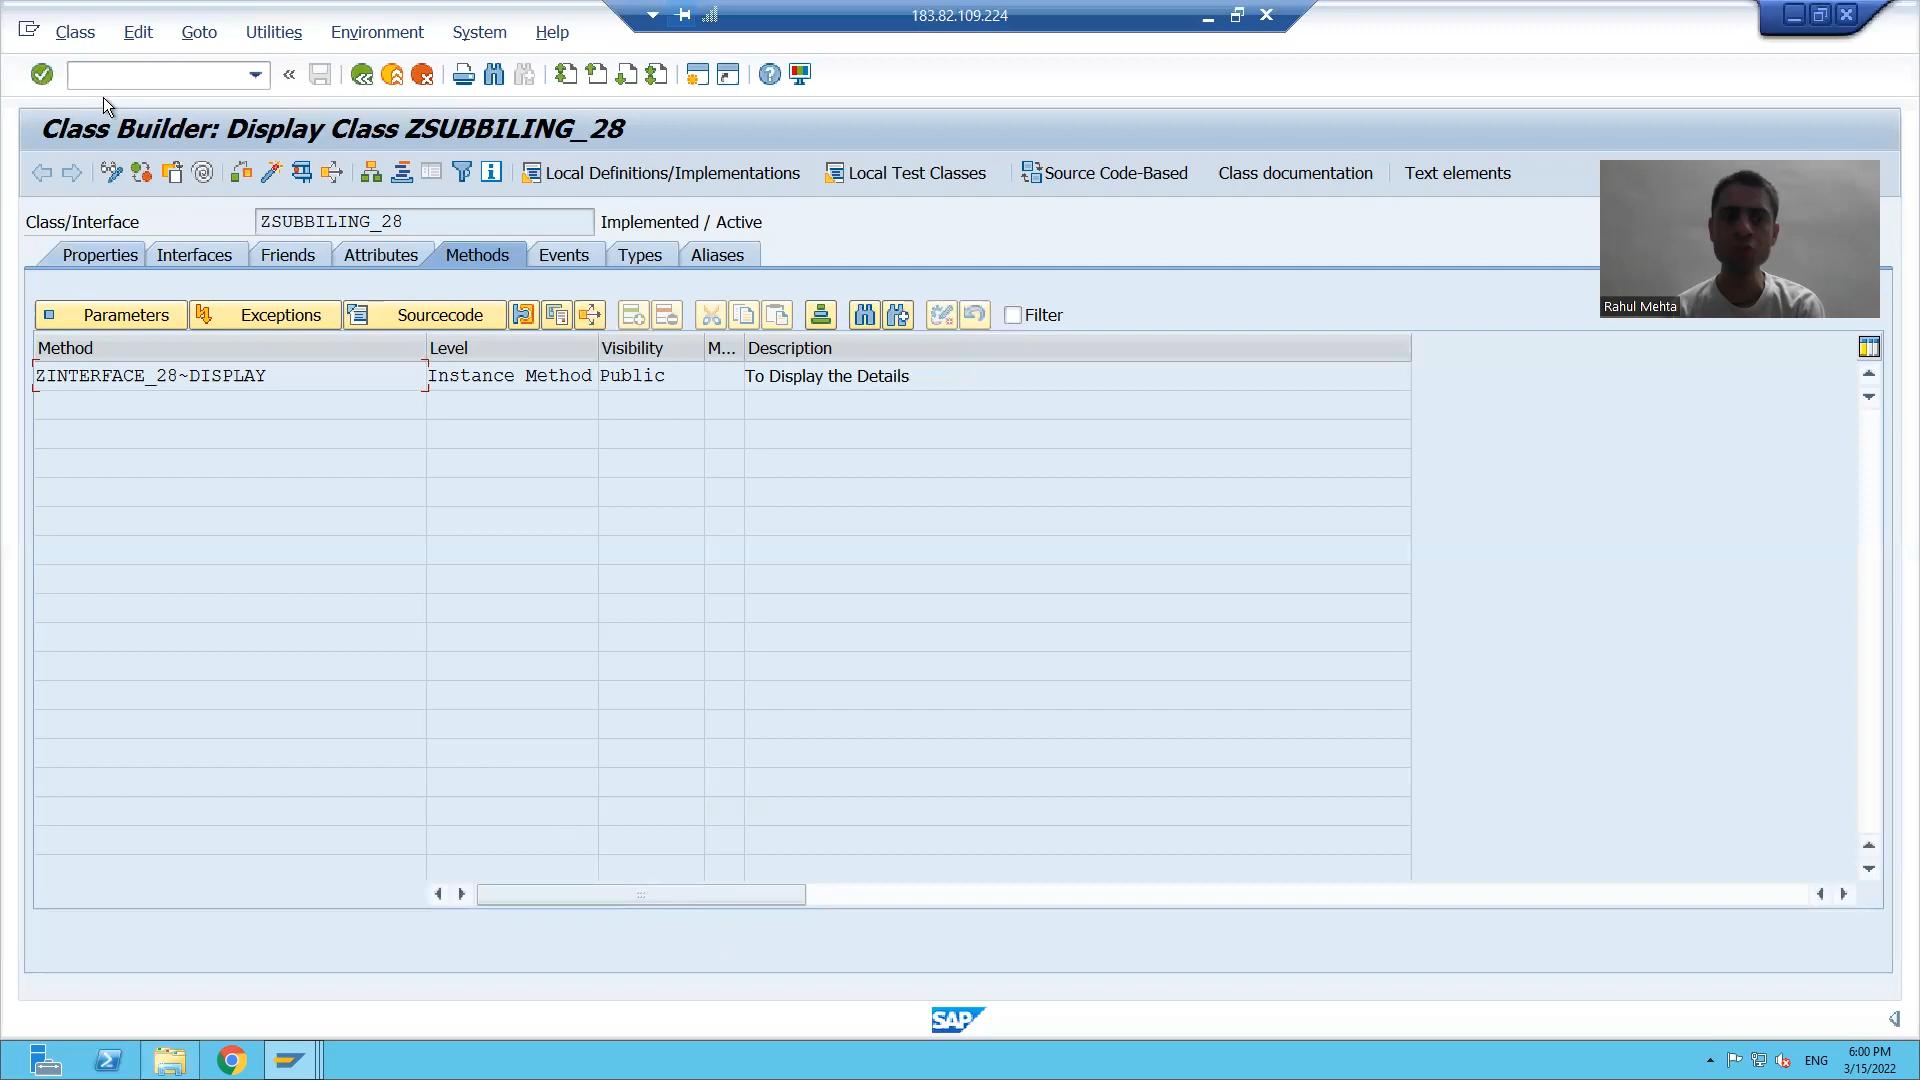 183.82.109.224
Class Edit Goto Utilities Environment System Help
Class Builder: Display Class ZSUBBILING_28
Local Definitions/Implementations Local Test Classes Source Code-Based Class documentation Text elements
Class/Interface ZSUBBILING_28 Implemented / Active
Properties Interfaces Friends Attributes Methods Events Types Aliases
Rahul Mehta
Parameters Exceptions Sourcecode Filter
Method Level Visibility M... Description
ZINTERFACE_28~DISPLAY Instance Method Public To Display the Details
SAP
ENG
6:00 PM
3/15/2022